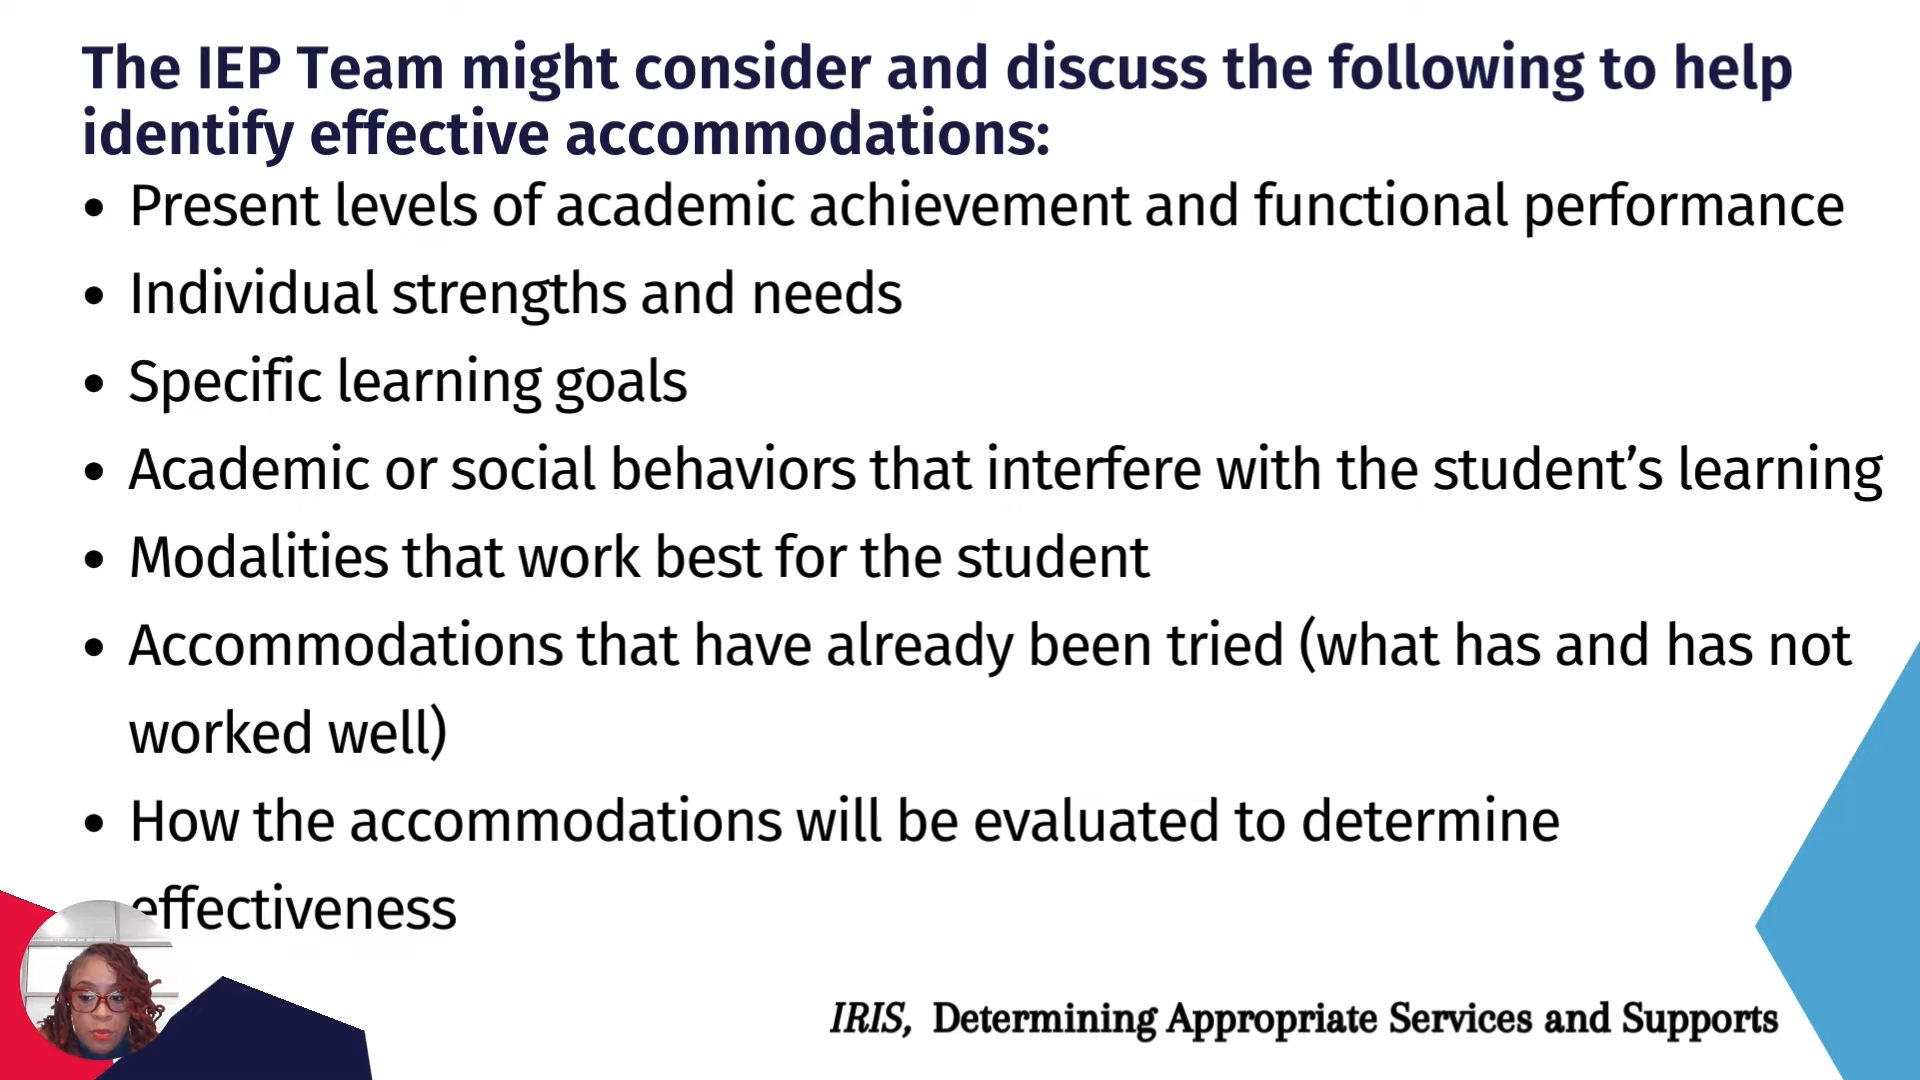 The IEP Team might consider and discuss the following to help
identify effective accommodations:
• Present levels of academic achievement and functional performance
• Individual strengths and needs
• Specific learning goals
• Academic or social behaviors that interfere with the student’s learning
• Modalities that work best for the student
• Accommodations that have already been tried (what has and has not
worked well)
• How the accommodations will be evaluated to determine
effectiveness
IRIS, Determining Appropriate Services and Supports